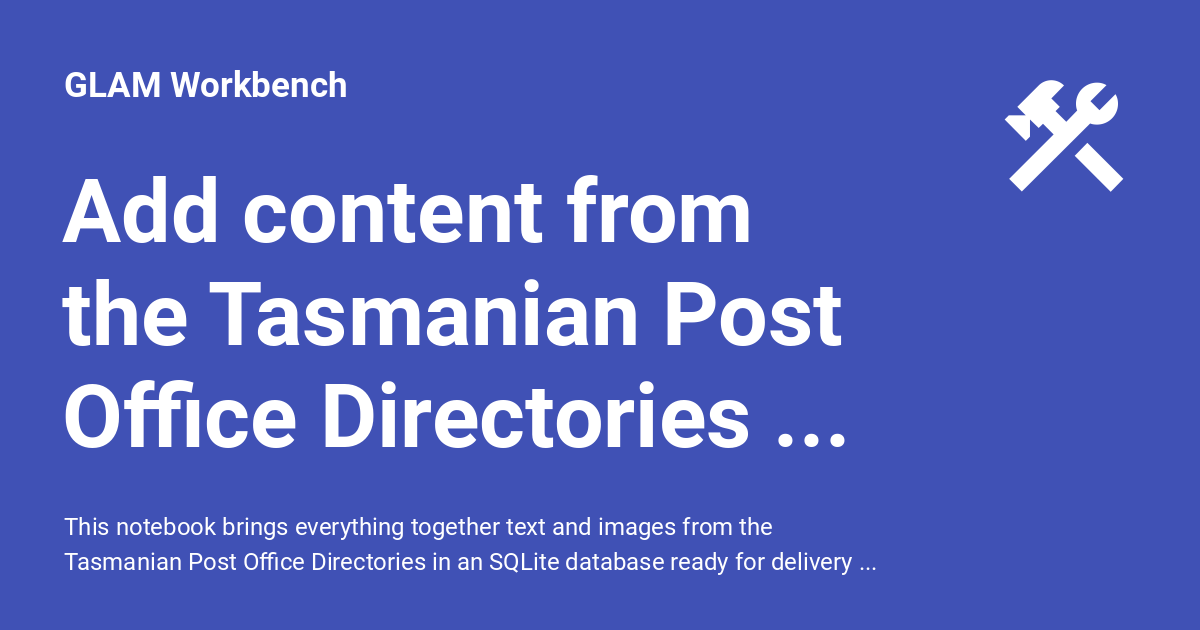 GLAM Workbench
Add content from
the Tasmanian Post
Office Directories ...
This notebook brings everything together text and images from the
Tasmanian Post Office Directories in an SQLite database ready for delivery ...